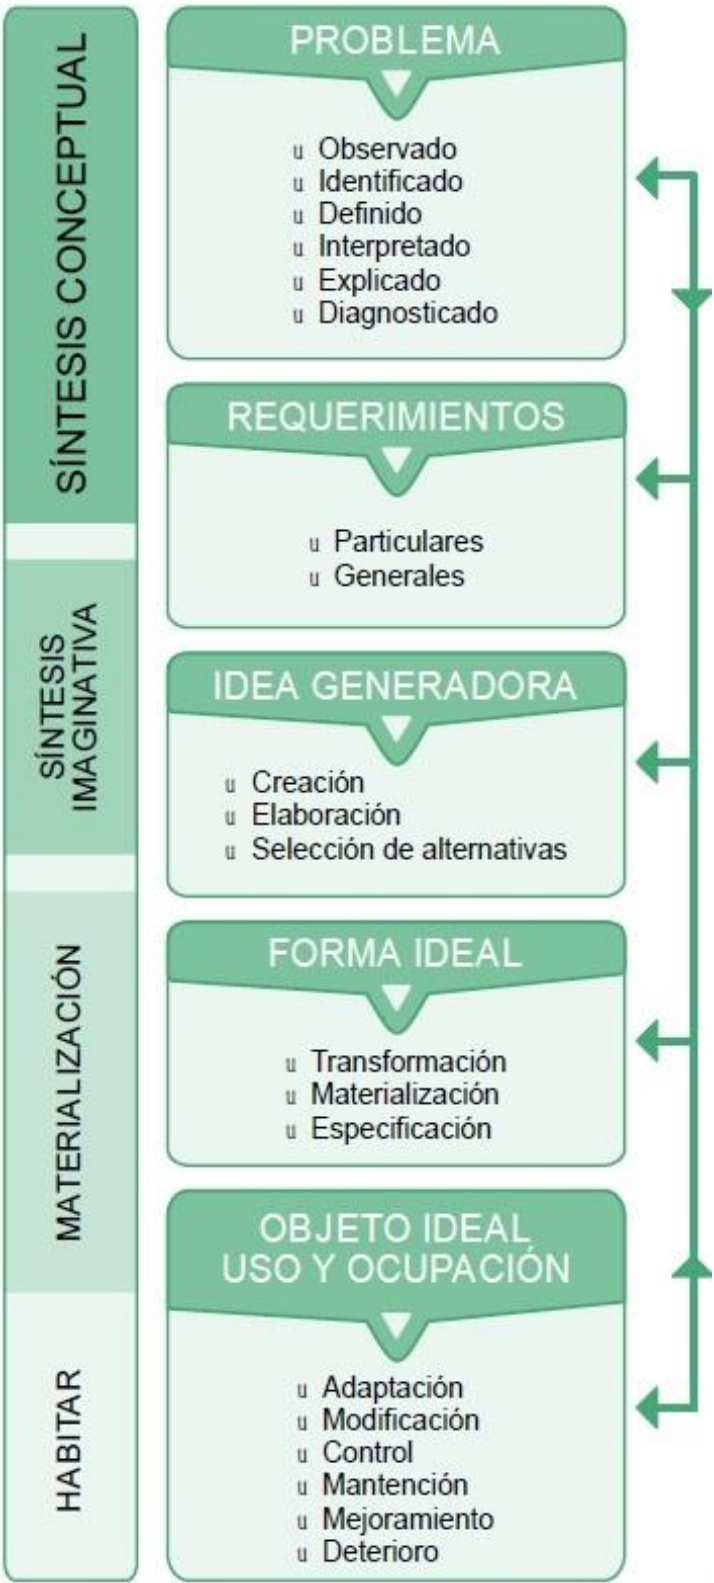 SÍNTESIS CONCEPTUAL
PROBLEMA
u Observado
u Identificado
u Definido
u Interpretado
u Explicado
u Diagnosticado
REQUERIMIENTOS
u Particulares
u Generales
SÍNTESIS
IMAGINATIVA
IDEA GENERADORA
u Creación
u Elaboración
u Selección de alternativas
MATERIALIZACIÓN
FORMA IDEAL
u Transformación
u Materialización
u Especificación
HABITAR
OBJETO IDEAL
USO Y OCUPACIÓN
u Adaptación
u Modificación
u Control
u Mantención
u Mejoramiento
u Deterioro